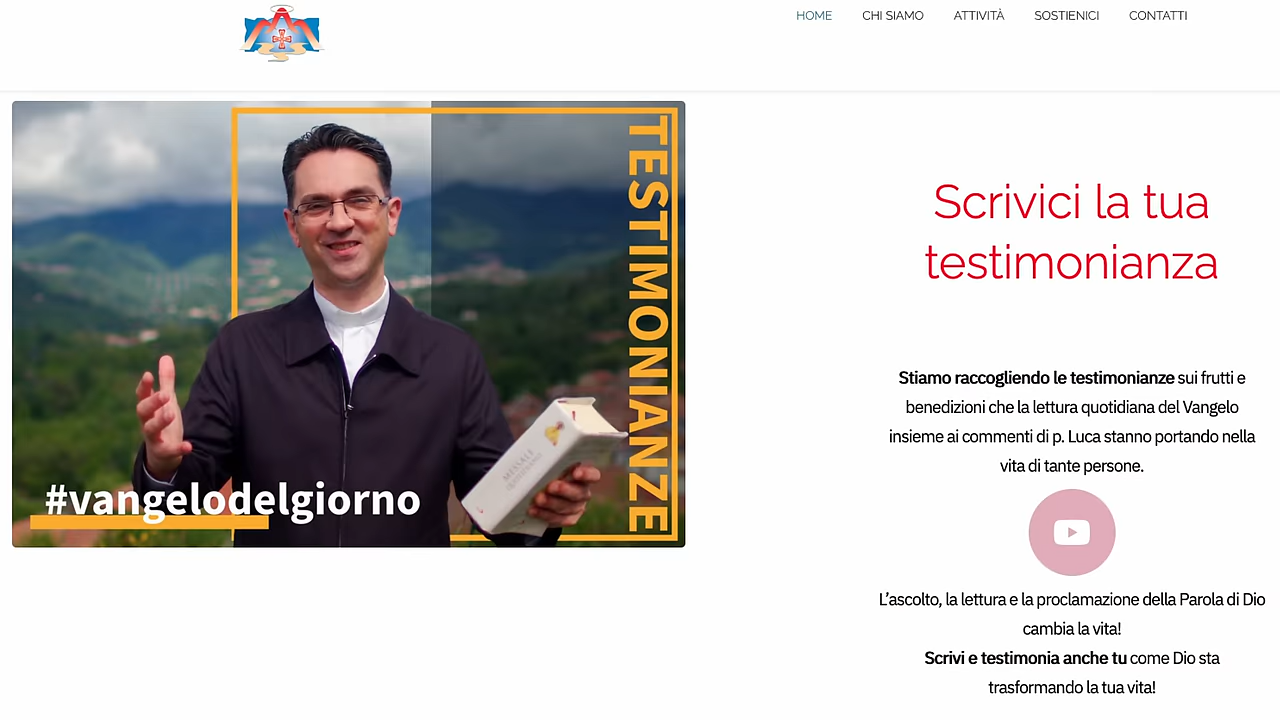 HOME
CHI SIAMO
ATTIVITÀ
SOSTIENICI
CONTATTI
TESTIMONIANZE
#vangelodelgiorno
Scrivici la tua
testimonianza
Stiamo raccogliendo le testimonianze sui frutti e
benedizioni che la lettura quotidiana del Vangelo
insieme ai commenti di p. Luca stanno portando nella
vita di tante persone.
L'ascolto, la lettura e la proclamazione della Parola di Dio
cambia la vita!
Scrivi e testimonia anche tu come Dio sta
trasformando la tua vita!